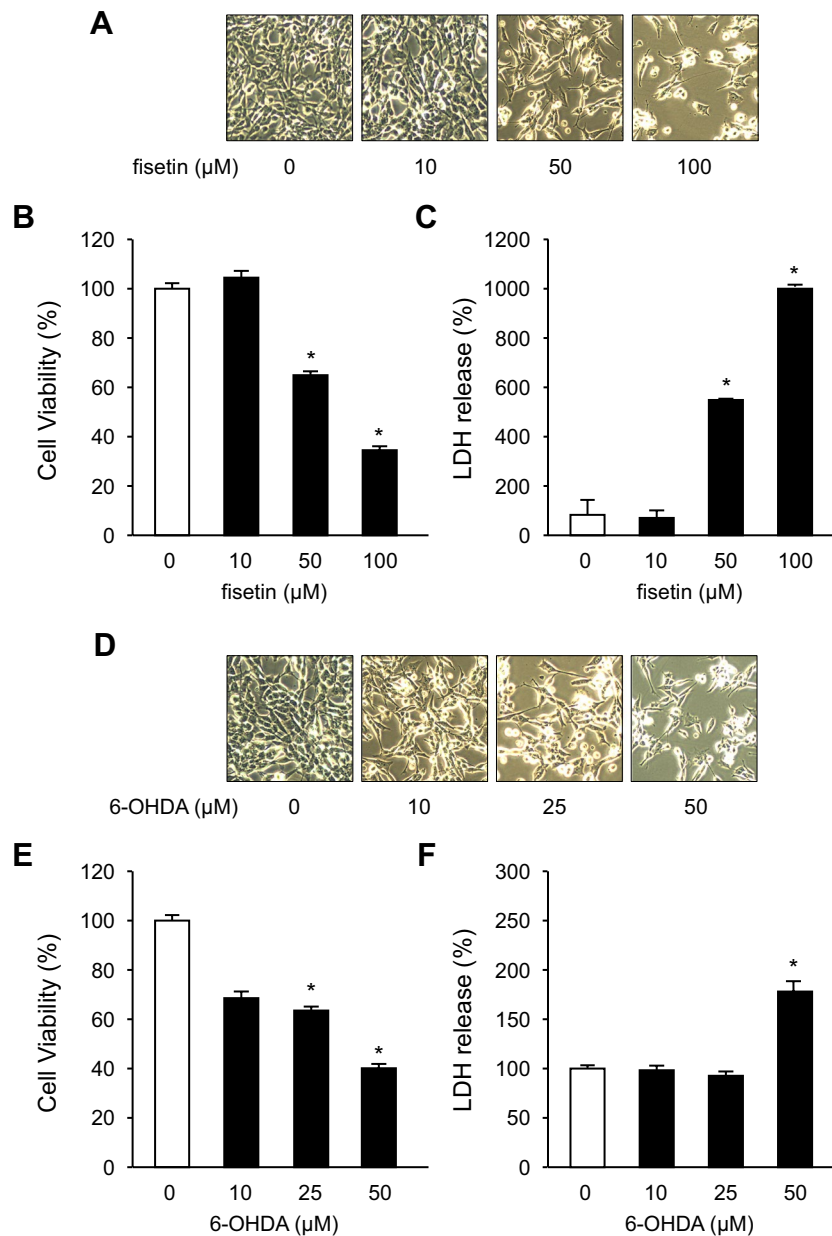 A
fisetin (μM) 0 10 50 100
B
120
100
80
60
40
20
0
Cell Viability (%)
*
*
0 10 50 100
fisetin (μM)
C
1200
1000
800
600
400
200
0
LDH release (%)
*
*
0 10 50 100
fisetin (μM)
D
6-OHDA (μM) 0 10 25 50
E
120
100
80
60
40
20
0
Cell Viability (%)
*
*
0 10 25 50
6-OHDA (μM)
F
300
250
200
150
100
50
0
LDH release (%)
*
0 10 25 50
6-OHDA (μM)